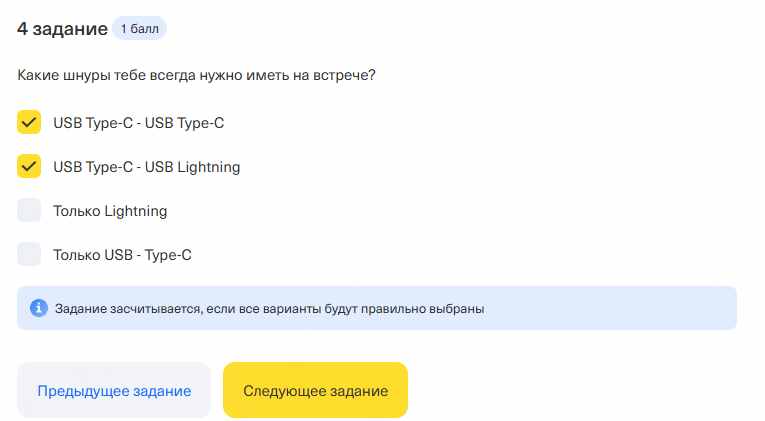 4 задание 1 балл
Какие шнуры тебе всегда нужно иметь на встрече?
USB Type-C - USB Type-C
USB Type-C - USB Lightning
Только Lightning
Только USB - Type-C
Задание засчитывается, если все варианты будут правильно выбраны
Предыдущее задание Следующее задание